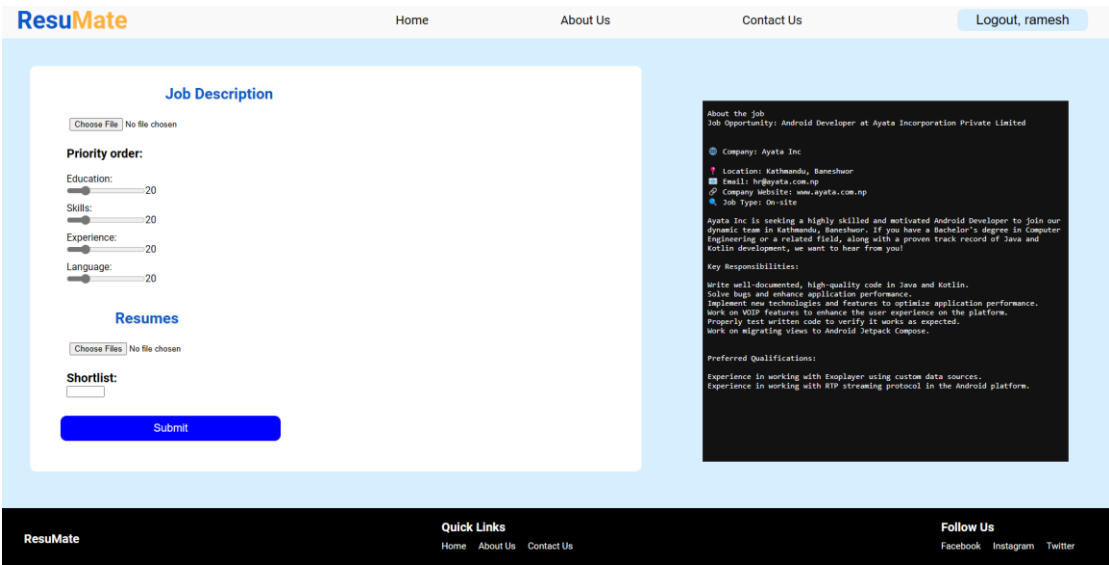 ResuMate
Home
About Us
Contact Us
Logout, ramesh
Job Description
Choose File No file chosen
Priority order:
Education:
20
Skills:
20
Experience:
20
Language:
20
Resumes
Choose Files No file chosen
Shortlist:
Submit
About the job
Job Opportunity: Android Developer at Ayata Incorporation Private Limited
Company: Ayata Inc
Location: Kathmandu, Baneshwor
Email: hr@ayata.com.np
Company Website: www.ayata.com.np
Job Type: On-site
Ayata Inc is seeking a highly skilled and motivated Android Developer to join our
dynamic team in Kathmandu, Baneshwor. If you have a Bachelor's degree in Computer
Engineering or a related field, along with a proven track record of Java and
Kotlin development, we want to hear from you!
Key Responsibilities:
Write well-documented, high-quality code in Java and Kotlin.
Solve bugs and enhance application performance.
Implement new technologies and features to optimize application performance.
Work on VOIP features to enhance the user experience on the platform.
Properly test written code to verify it works as expected.
Work on migrating views to Android Jetpack Compose.
Preferred Qualifications:
Experience in working with Exoplayer using custom data sources.
Experience in working with RTP streaming protocol in the Android platform.
ResuMate
Quick Links
Home About Us Contact Us
Follow Us
Facebook Instagram Twitter